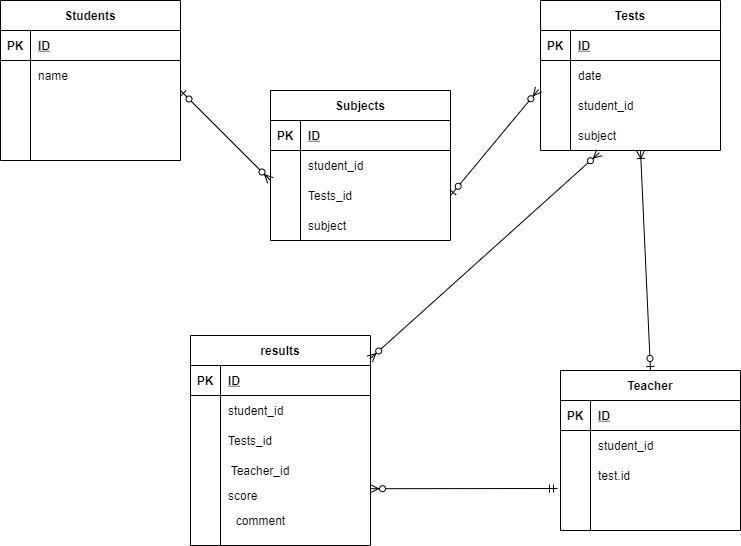 Students
PK ID
name
Subjects
PK ID
student_id
Tests_id
subject
Tests
PK ID
date
student_id
subject
results
PK ID
student_id
Tests_id
Teacher_id
score
comment
Teacher
PK ID
student_id
test.id